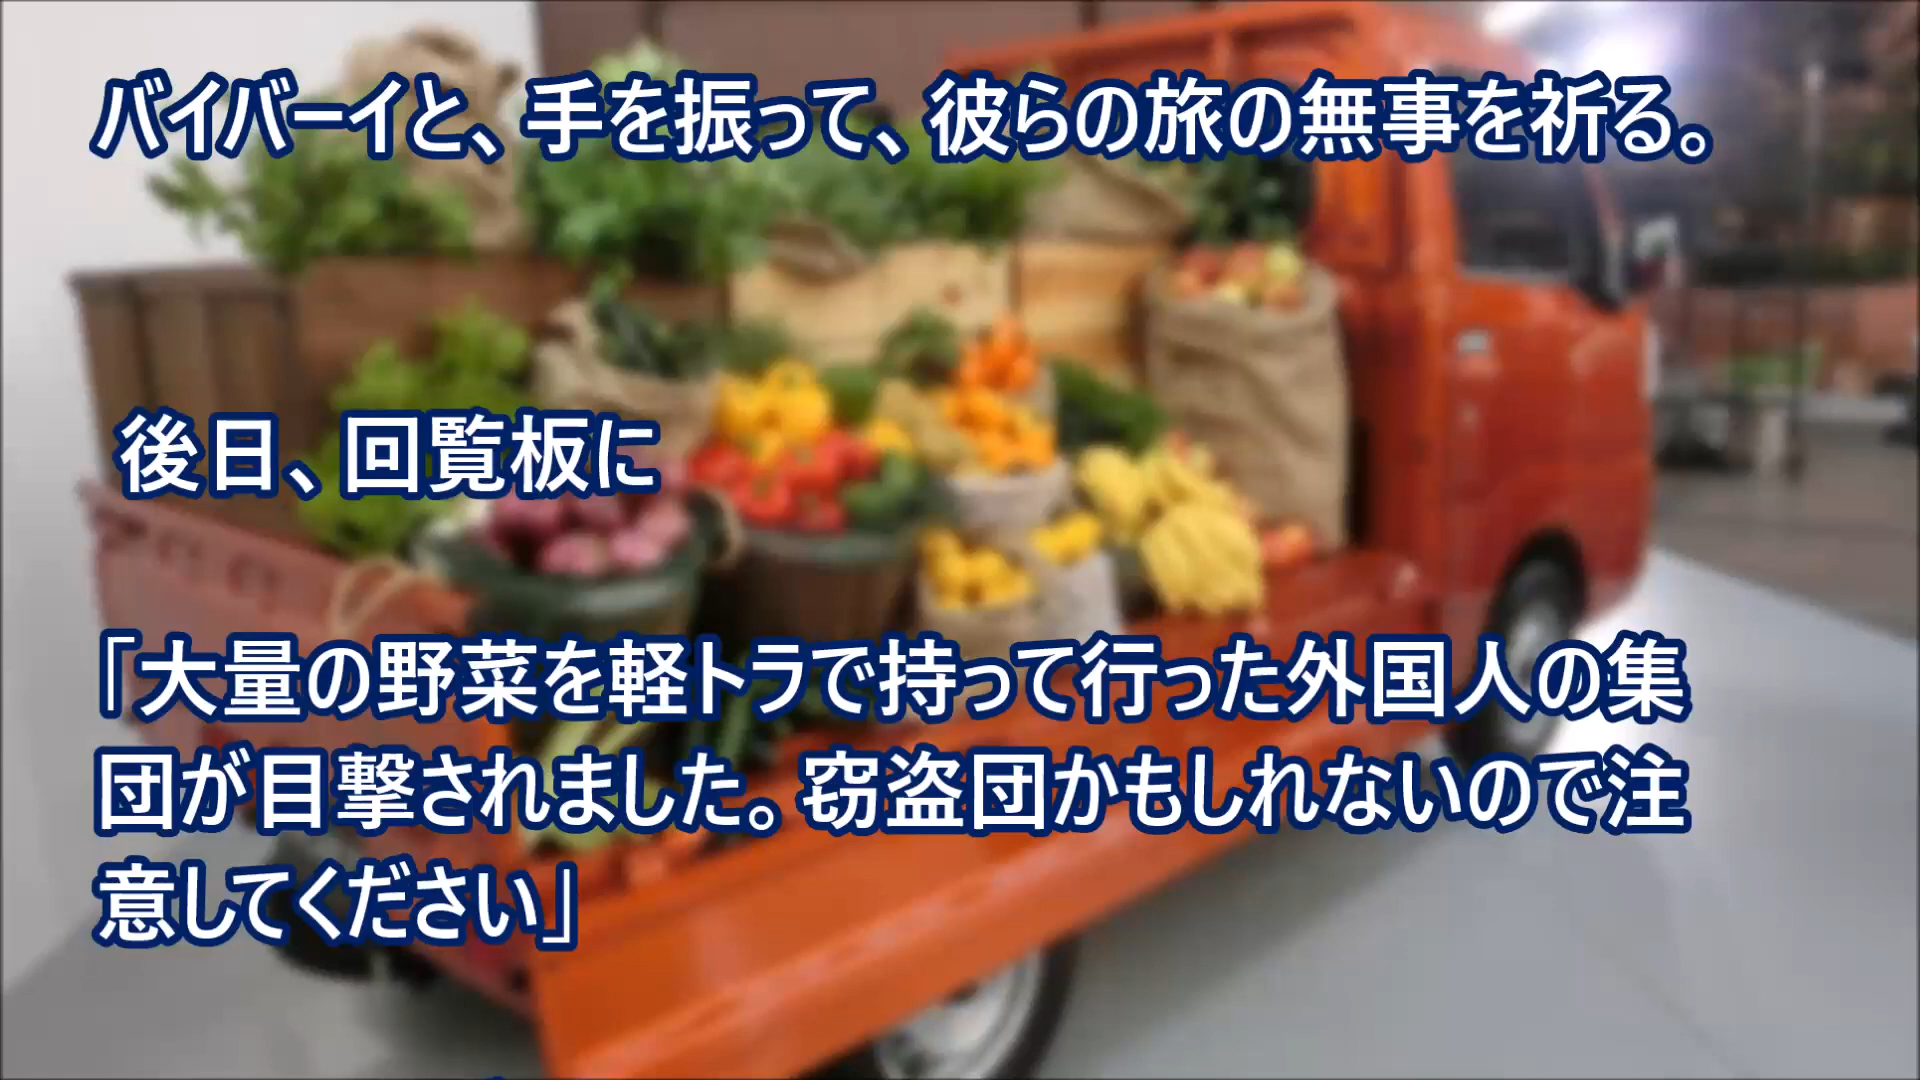 バイバーイと、手を振って、彼らの旅の無事を祈る。
後日、回覧板に
「大量の野菜を軽トラで持って行った外国人の集
団が目撃されました。窃盗団かもしれないので注
意してください」